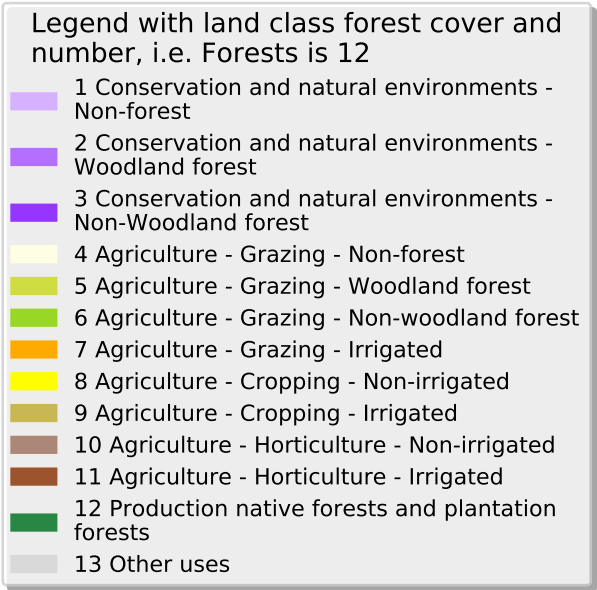 Legend with land class forest cover and
number, i.e. Forests is 12
1 Conservation and natural environments -
Non-forest
2 Conservation and natural environments -
Woodland forest
3 Conservation and natural environments -
Non-Woodland forest
4 Agriculture - Grazing - Non-forest
5 Agriculture - Grazing - Woodland forest
6 Agriculture - Grazing - Non-woodland forest
7 Agriculture - Grazing - Irrigated
8 Agriculture - Cropping - Non-irrigated
9 Agriculture - Cropping - Irrigated
10 Agriculture - Horticulture - Non-irrigated
11 Agriculture - Horticulture - Irrigated
12 Production native forests and plantation
forests
13 Other uses